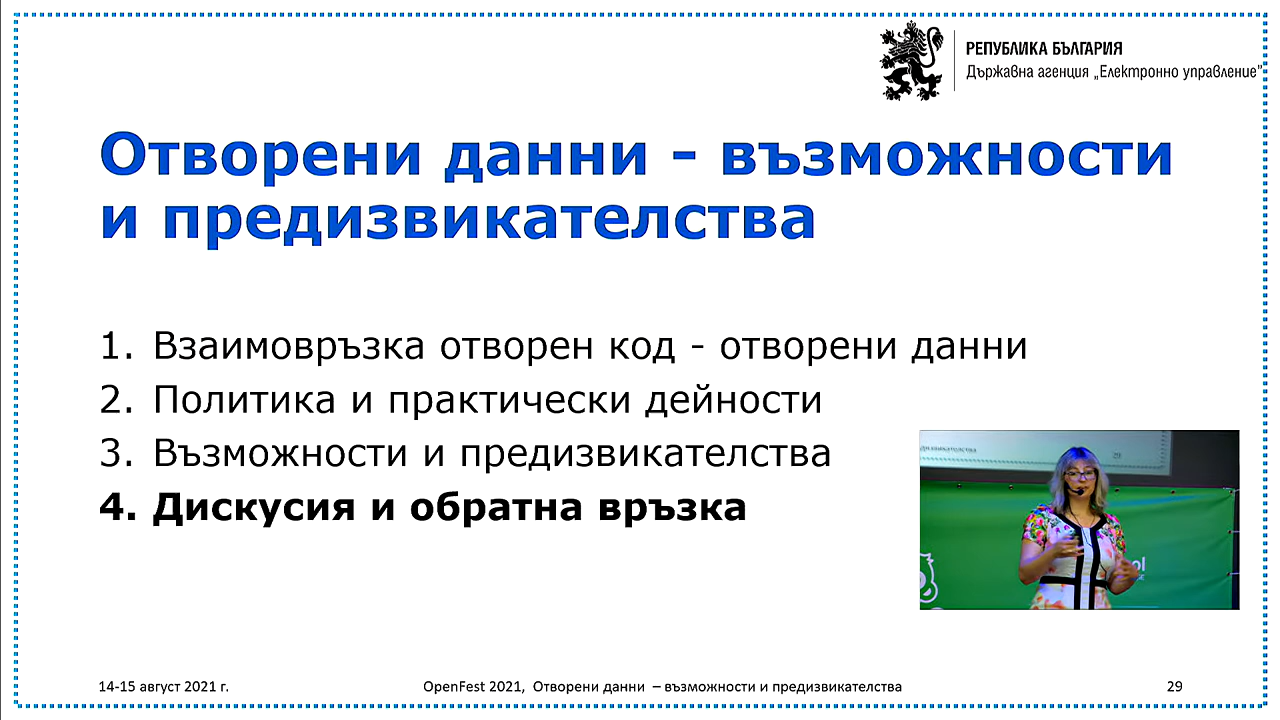 РЕПУБЛИКА БЪЛГАРИЯ
Държавна агенция „Електронно управление”
Отворени данни - възможности
и предизвикателства
1. Взаимовръзка отворен код - отворени данни
2. Политика и практически дейности
3. Възможности и предизвикателства
4. Дискусия и обратна връзка
29
14-15 август 2021 г.
OpenFest 2021, Отворени данни – възможности и предизвикателства
29